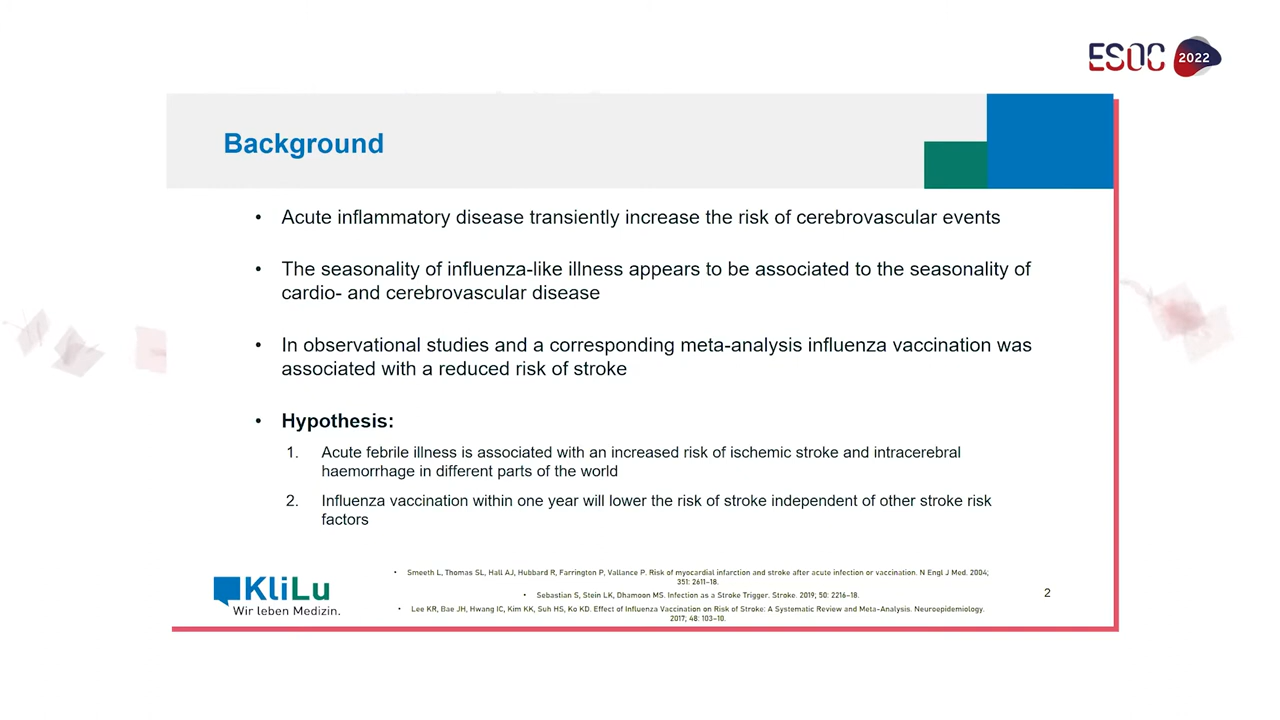 ESOC 2022
Background
• Acute inflammatory disease transiently increase the risk of cerebrovascular events
• The seasonality of influenza-like illness appears to be associated to the seasonality of
cardio- and cerebrovascular disease
• In observational studies and a corresponding meta-analysis influenza vaccination was
associated with a reduced risk of stroke
• Hypothesis:
1. Acute febrile illness is associated with an increased risk of ischemic stroke and intracerebral
haemorrhage in different parts of the world
2. Influenza vaccination within one year will lower the risk of stroke independent of other stroke risk
factors
• Smeeth L, Thomas SL, Hall AJ, Hubbard R, Farrington P, Vallance P. Risk of myocardial infarction and stroke after acute infection or vaccination. N Engl J Med. 2004;
351: 2611-18.
• Sebastian S, Stein LK, Dhamoon MS. Infection as a Stroke Trigger. Stroke. 2019; 50: 2216-18.
• Lee KR, Bae JH, Hwang IC, Kim KK, Suh HS, Ko KD. Effect of Influenza Vaccination on Risk of Stroke: A Systematic Review and Meta-Analysis. Neuroepidemiology.
2017; 48: 103-10.
KliLu
Wir leben Medizin.
2